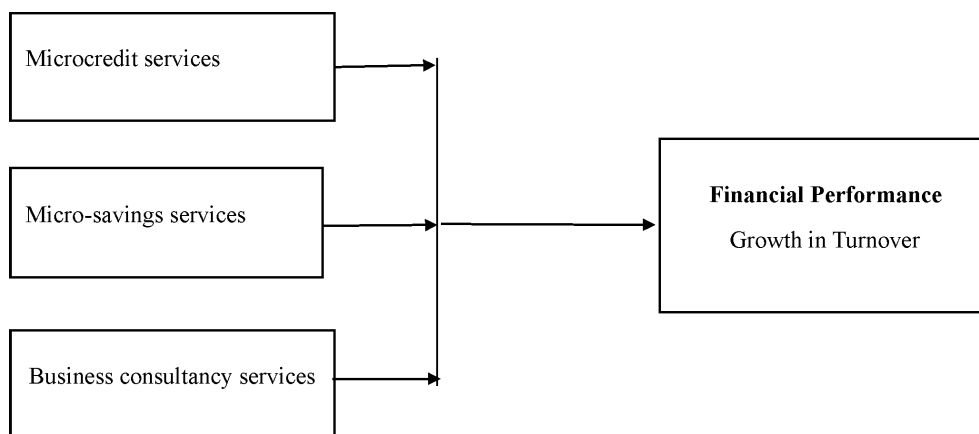 Microcredit services
Micro-savings services
Business consultancy services
Financial Performance
Growth in Turnover